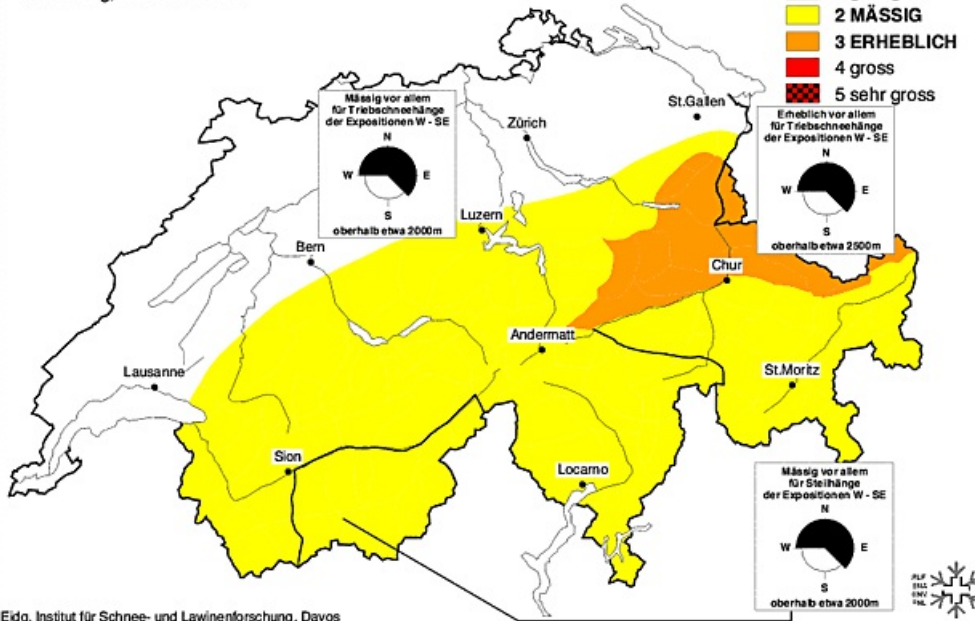 2 MÄSSIG
3 ERHEBLICH
4 gross
5 sehr gross
St.Gallen
Mässig vor allem
für Triebschneehänge
der Expositionen W - SE
N
W E
S
oberhalb etwa 2000m
Zürich
Erheblich vor allem
für Triebschneehänge
der Expositionen W - SE
N
W E
S
oberhalb etwa 2500m
Luzern
Bern
Chur
Andermatt
Lausanne
St.Moritz
Sion
Locarno
Mässig vor allem
für Steilhänge
der Expositionen W - SE
N
W E
S
oberhalb etwa 2000m
Eidg. Institut für Schnee- und Lawinenforschung, Davos